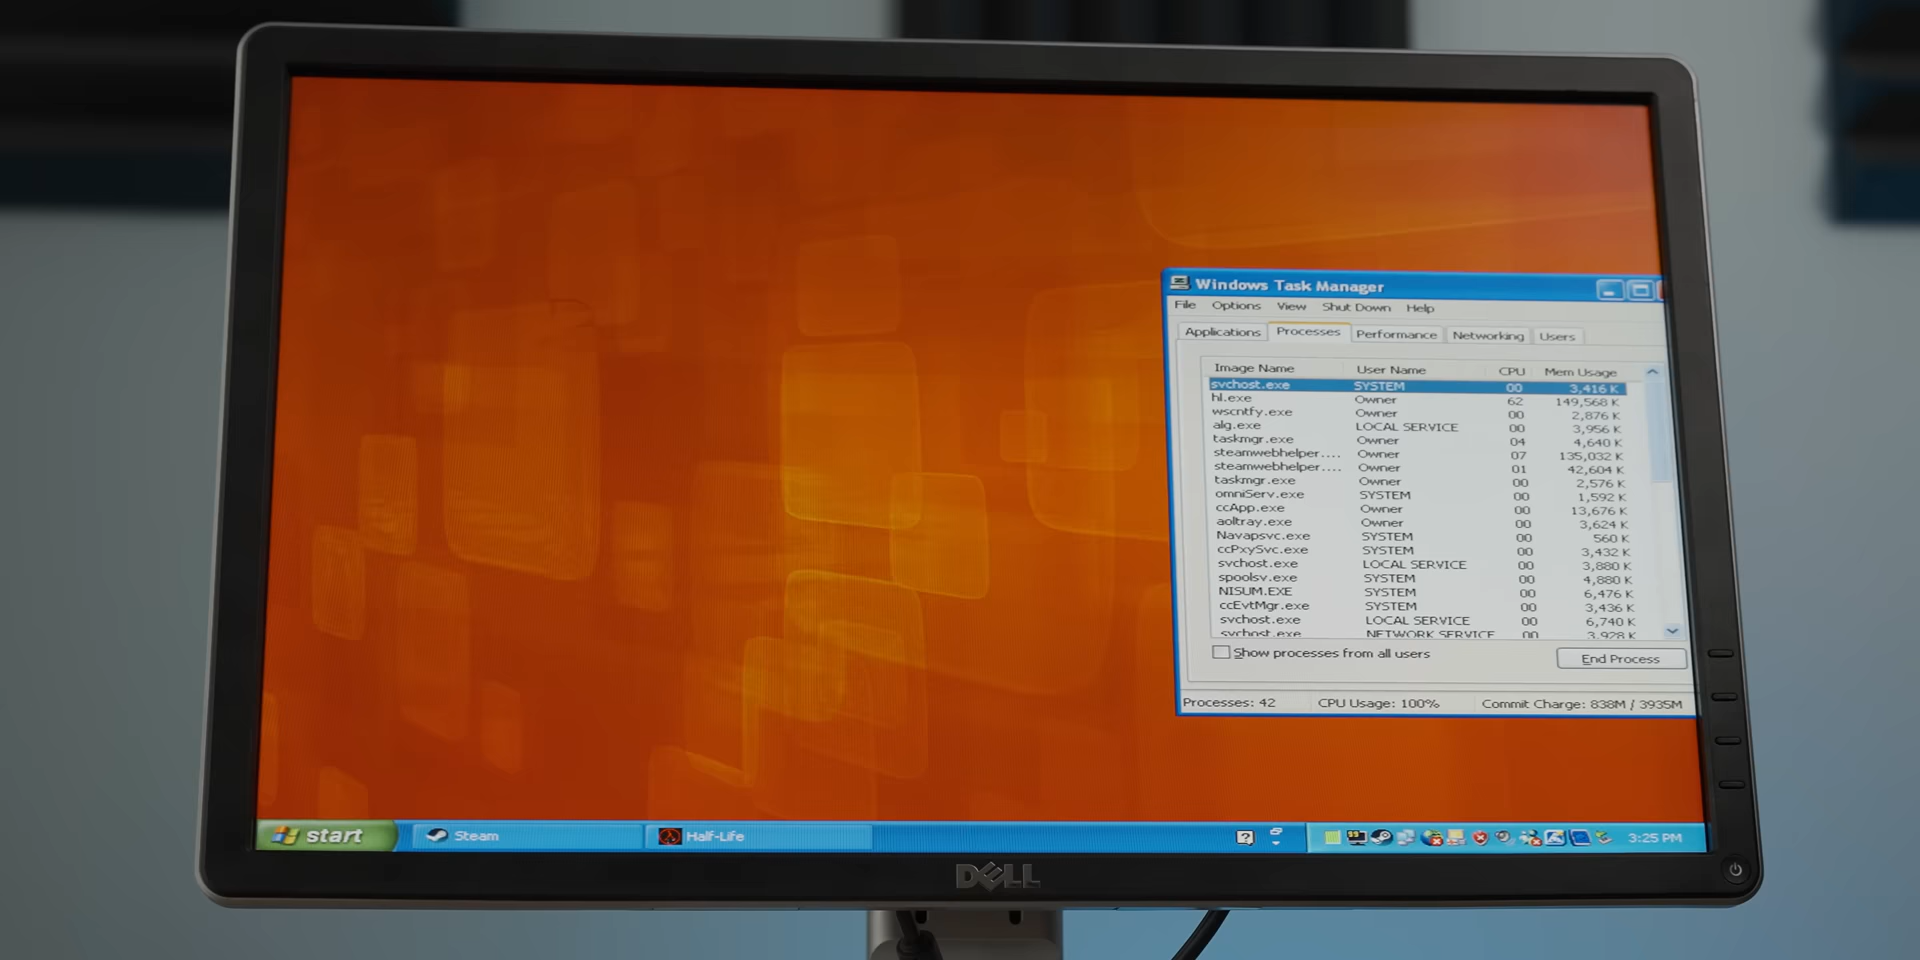 Windows Task Manager
File Options View Shut Down Help
Applications Processes Performance Networking Users
Image Name User Name CPU Mem Usage
svchost.exe SYSTEM 00 3,416 K
hl.exe Owner 62 149,568 K
wscntfy.exe Owner 00 2,876 K
alg.exe LOCAL SERVICE 00 3,956 K
taskmgr.exe Owner 04 4,640 K
steamwebhelper.... Owner 07 135,032 K
steamwebhelper.... Owner 01 42,604 K
taskmgr.exe Owner 00 2,576 K
omniServ.exe SYSTEM 00 1,592 K
ccApp.exe Owner 00 13,676 K
aoltray.exe Owner 00 3,624 K
Navapsvc.exe SYSTEM 00 560 K
ccPxySvc.exe SYSTEM 00 3,432 K
svchost.exe LOCAL SERVICE 00 3,880 K
spoolsv.exe SYSTEM 00 4,880 K
NISUM.EXE SYSTEM 00 6,476 K
ccEvtMgr.exe SYSTEM 00 3,436 K
svchost.exe LOCAL SERVICE 00 6,740 K
svchost.exe NETWORK SERVICE 00 3,928 K
Show processes from all users End Process
Processes: 42 CPU Usage: 100% Commit Charge: 838M / 3935M
start Steam Half-Life ? 99 3:25 PM
DELL